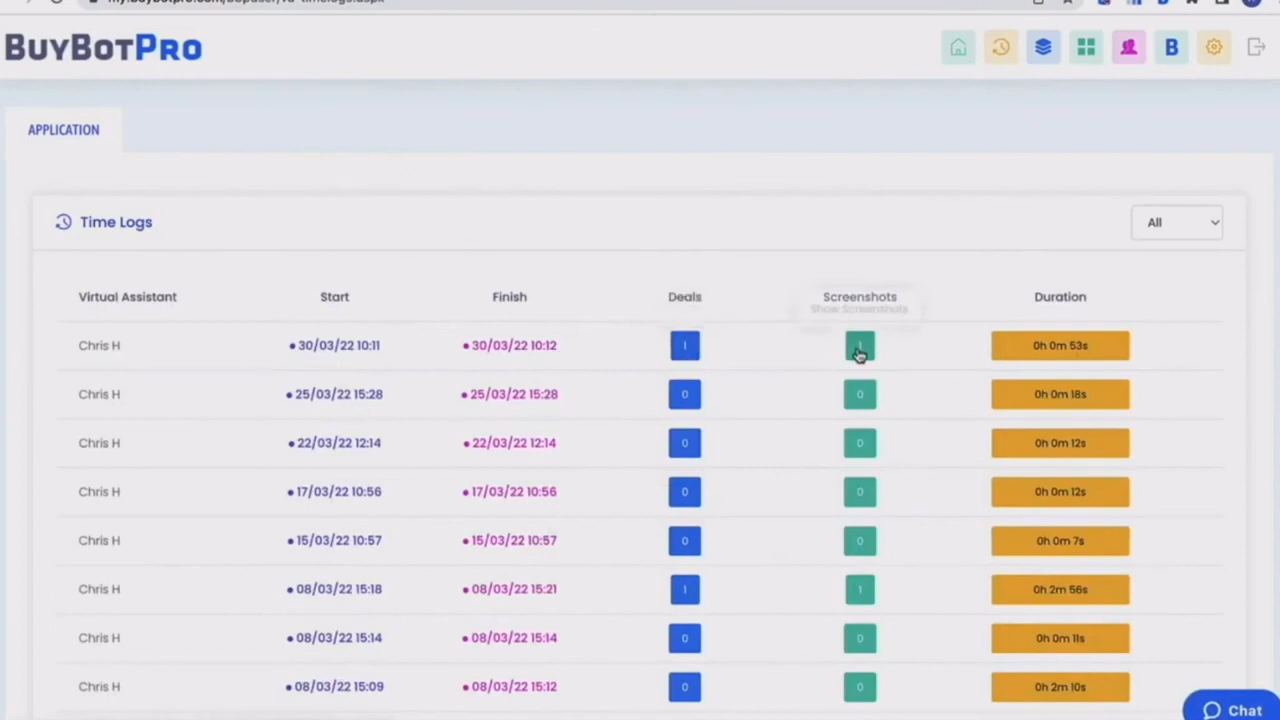 BUYBOTPRO
APPLICATION
Time Logs
All
Virtual Assistant Start Finish Deals Screenshots Duration
Show Screenshots
Chris H 30/03/22 10:11 30/03/22 10:12 1 1 0h 0m 53s
Chris H 25/03/22 15:28 25/03/22 15:28 0 0 0h 0m 18s
Chris H 22/03/22 12:14 22/03/22 12:14 0 0 0h 0m 12s
Chris H 17/03/22 10:56 17/03/22 10:56 0 0 0h 0m 12s
Chris H 15/03/22 10:57 15/03/22 10:57 0 0 0h 0m 7s
Chris H 08/03/22 15:18 08/03/22 15:21 1 1 0h 2m 56s
Chris H 08/03/22 15:14 08/03/22 15:14 0 0 0h 0m 11s
Chris H 08/03/22 15:09 08/03/22 15:12 0 0 0h 2m 10s
Chat